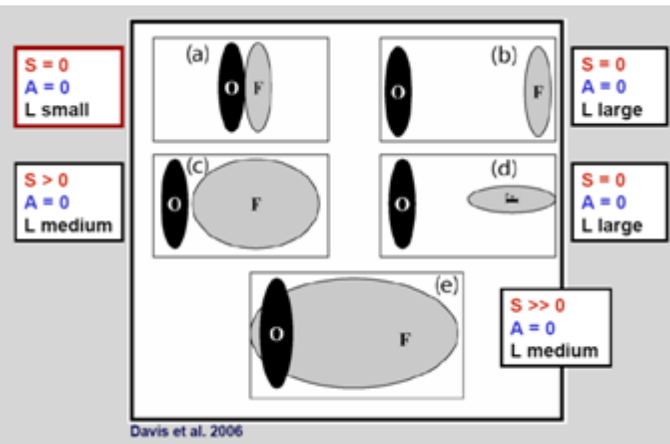 S = 0
A = 0
L small
(a)
O F
(b)
O F
S = 0
A = 0
L large
S > 0
A = 0
L medium
(c)
O F
(d)
O F
S = 0
A = 0
L large
(e)
O F
S >> 0
A = 0
L medium
Davis et al. 2006